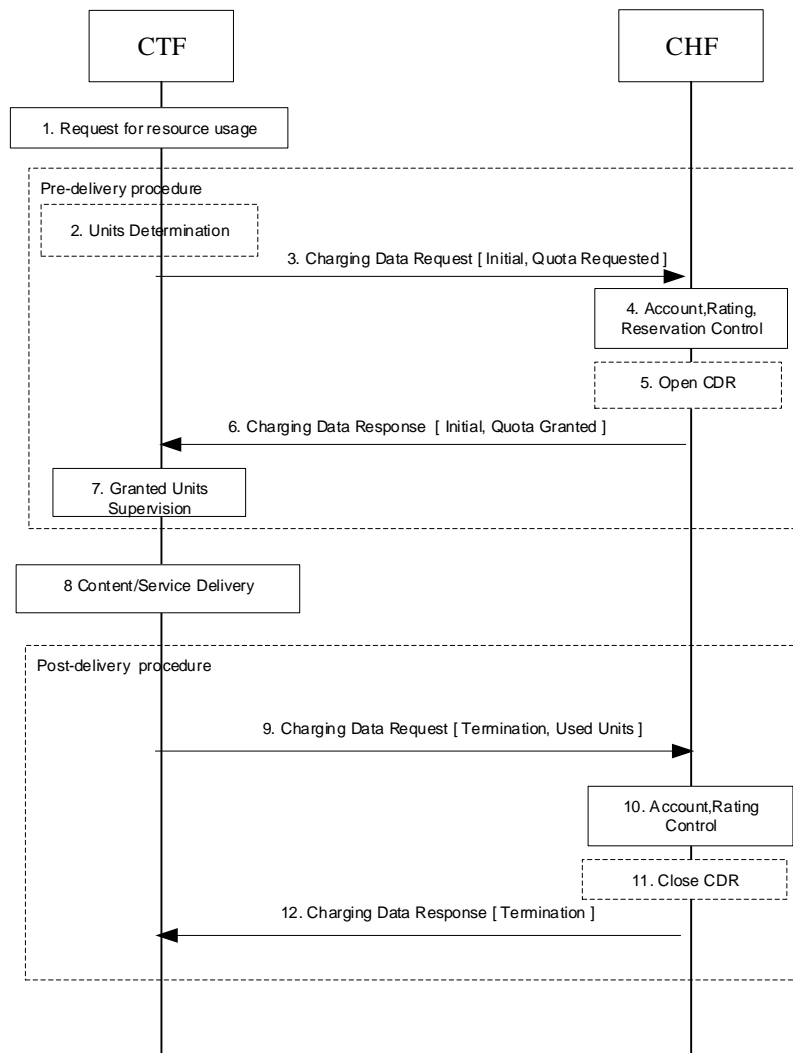 CTF
CHF
1. Request for resource usage
Pre-delivery procedure
2. Units Determination
3. Charging Data Request [ Initial, Quota Requested ]
4. Account,Rating,
Reservation Control
5. Open CDR
6. Charging Data Response [ Initial, Quota Granted ]
7. Granted Units
Supervision
8 Content/Service Delivery
Post-delivery procedure
9. Charging Data Request [ Termination, Used Units ]
10. Account,Rating
Control
11. Close CDR
12. Charging Data Response [ Termination ]